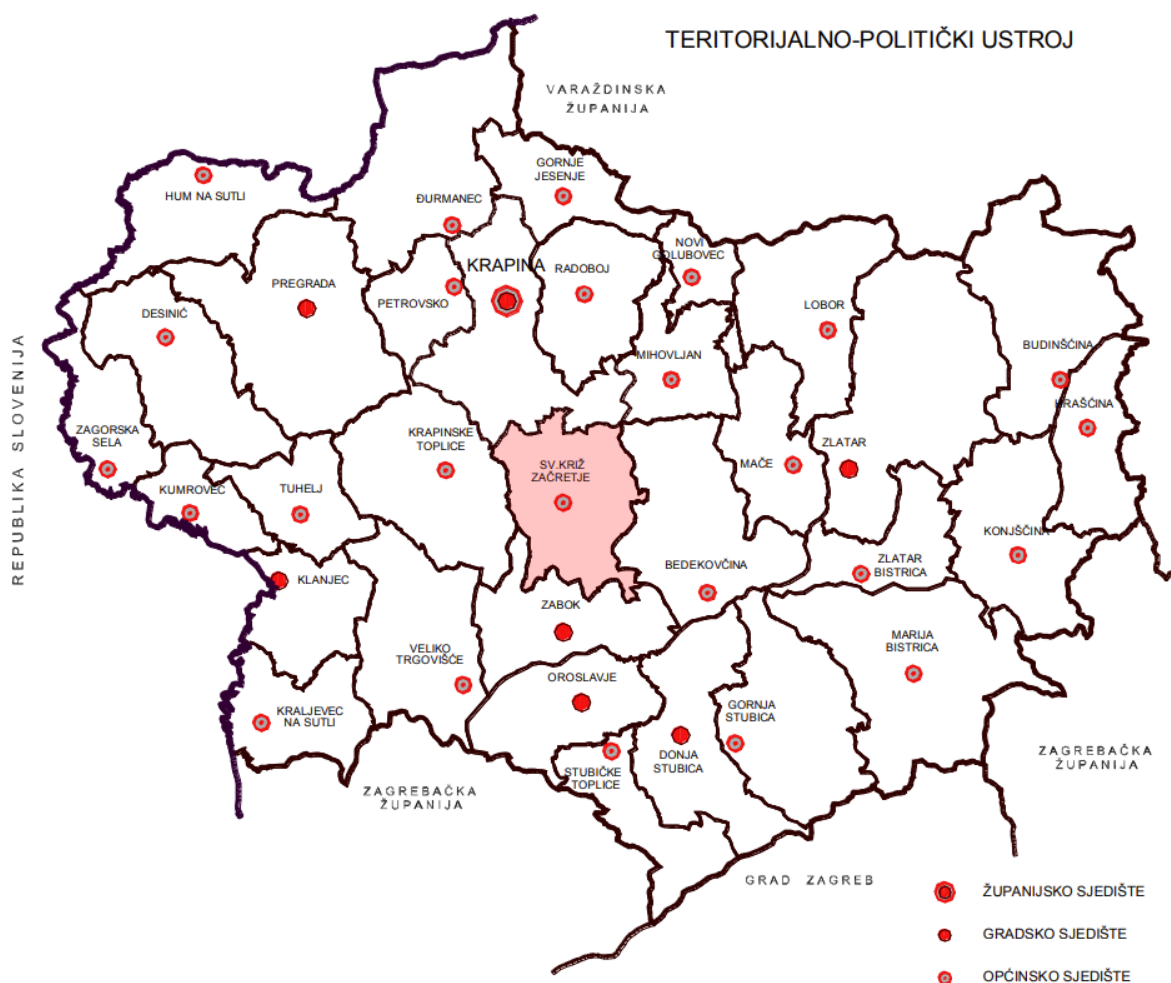 TERITORIJALNO-POLITIČKI USTROJ
VARAŽDINSKA
ŽUPANIJA
GORNJE
JESENJE
HUM NA SUTLI
ĐURMANEC
NOVI
GOLUBOVEC
KRAPINA
RADOBOJ
PREGRADA
PETROVSKO
LOBOR
DESINIĆ
REPUBLIKA SLOVENIJA
BUDINŠĆINA
MIHOVLJAN
HRAŠĆINA
ZAGORSKA
SELA
KRAPINSKE
TOPLICE
ZLATAR
MAČE
SV.KRIŽ
ZAČRETJE
KUMROVEC
TUHELJ
KONJŠĆINA
ZLATAR
BISTRICA
BEDEKOVČINA
KLANJEC
ZABOK
MARIJA
BISTRICA
VELIKO
TRGOVIŠĆE
OROSLAVJE
GORNJA
STUBICA
KRALJEVEC
NA SUTLI
DONJA
STUBICA
STUBIČKE
TOPLICE
ZAGREBAČKA
ŽUPANIJA
ZAGREBAČKA
ŽUPANIJA
GRAD ZAGREB
ŽUPANIJSKO SJEDIŠTE
GRADSKO SJEDIŠTE
OPĆINSKO SJEDIŠTE